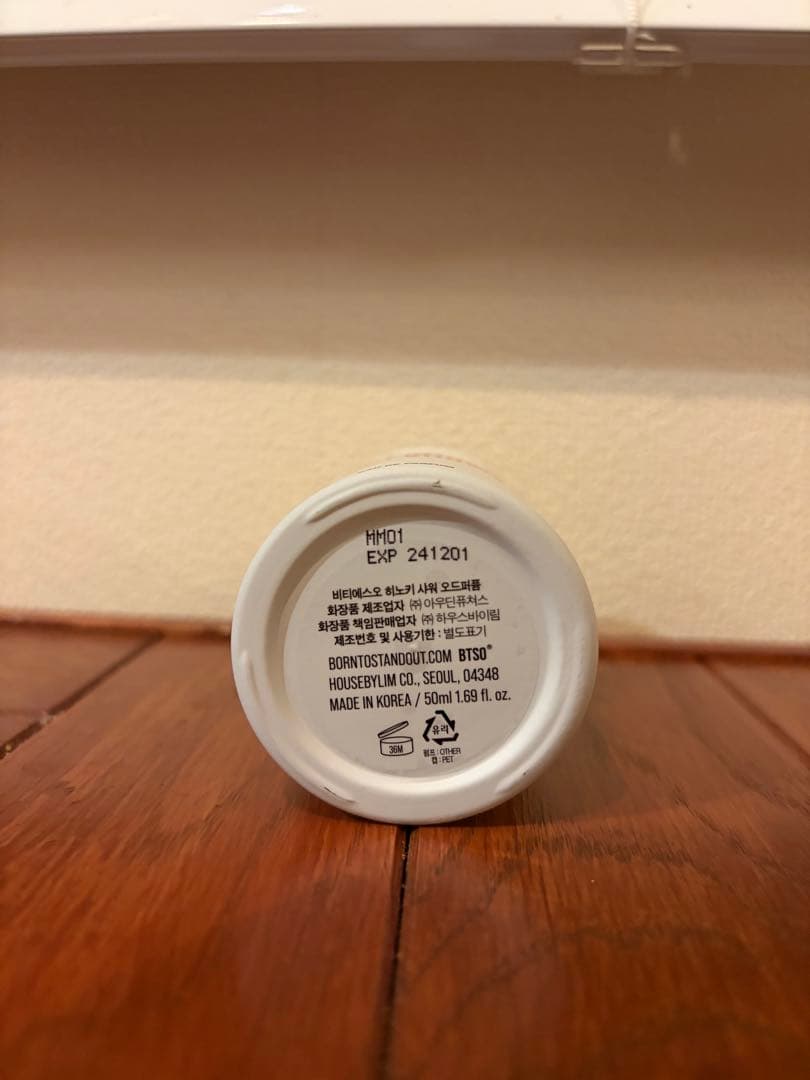 MM01
EXP 241201
비티에스오 히노키 샤워 오드퍼퓸
화장품 제조업자 ㈜아우딘퓨쳐스
화장품 책임판매업자 ㈜하우스바이림
제조번호 및 사용기한 : 별도표기
BORNTOSTANDOUT.COM BTSO®
HOUSEBYLIM CO., SEOUL, 04348
MADE IN KOREA / 50ml 1.69 fl. oz.
36M
유리
펌프 : OTHER
캡 : PET